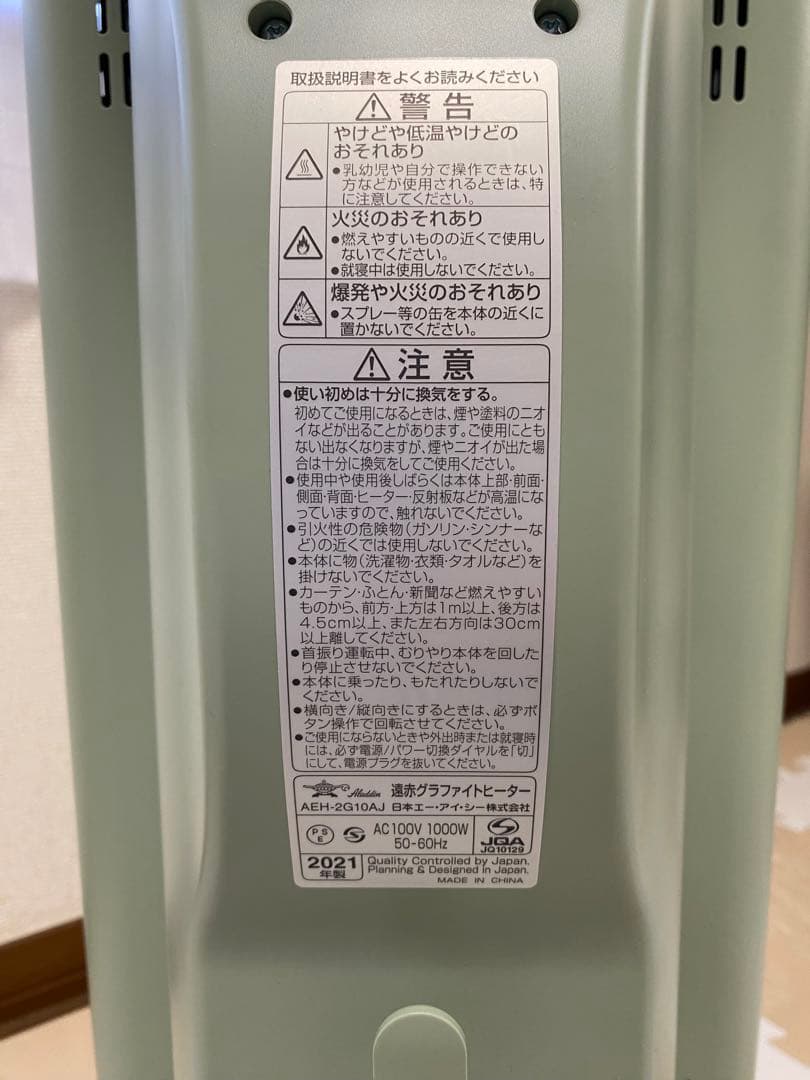 取扱説明書をよくお読みください
警告
やけどや低温やけどの
おそれあり
●乳幼児や自分で操作できない
方などが使用されるときは、特
に注意してください。
火災のおそれあり
●燃えやすいものの近くで使用し
ないでください。
●就寝中は使用しないでください。
爆発や火災のおそれあり
●スプレー等の缶を本体の近くに
置かないでください。
注意
●使い初めは十分に換気をする。
初めてご使用になるときは、煙や塗料のニオ
イなどが出ることがあります。ご使用にとも
ない出なくなりますが、煙やニオイが出た場
合は十分に換気をしてご使用ください。
●使用中や使用後しばらくは本体上部・前面・
側面・背面・ヒーター・反射板などが高温にな
っていますので、触れないでください。
●引火性の危険物(ガソリン・シンナーな
ど)の近くでは使用しないでください。
●本体に物(洗濯物・衣類・タオルなど)を
掛けないでください。
●カーテン・ふとん・新聞など燃えやすい
ものから、前方・上方は1m以上、後方は
4.5cm以上、また左右方向は30cm
以上離してください。
●首振り運転中、むりやり本体を回した
り停止させないでください。
●本体に乗ったり、もたれたりしないで
ください。
●横向き/縦向きにするときは、必ずボ
タン操作で回転させてください。
●ご使用にならないときや外出時または就寝時
には、必ず電源/パワー切換ダイヤルを「切」
にして、電源プラグを抜いてください。
Aladdin 遠赤グラファイトヒーター
AEH-2G10AJ 日本エー・アイ・シー株式会社
PSE AC100V 1000W
50-60Hz
JQA
JQ10129
2021
年製
Quality Controlled by Japan.
Planning & Designed in Japan.
MADE IN CHINA